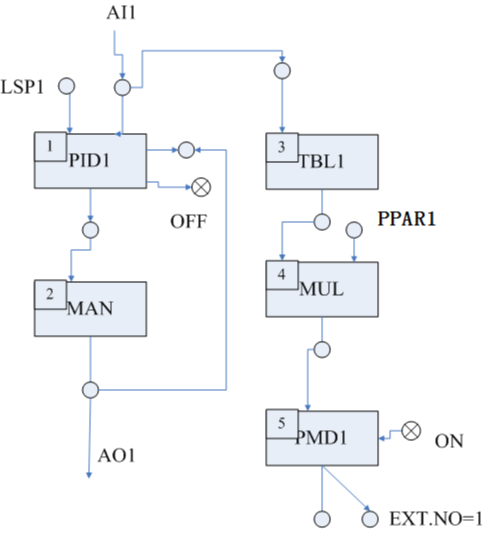 AI1
LSP1
1
PID1
3
TBL1
OFF
PPAR1
2
MAN
4
MUL
5
PMD1
ON
AO1
EXT.NO=1